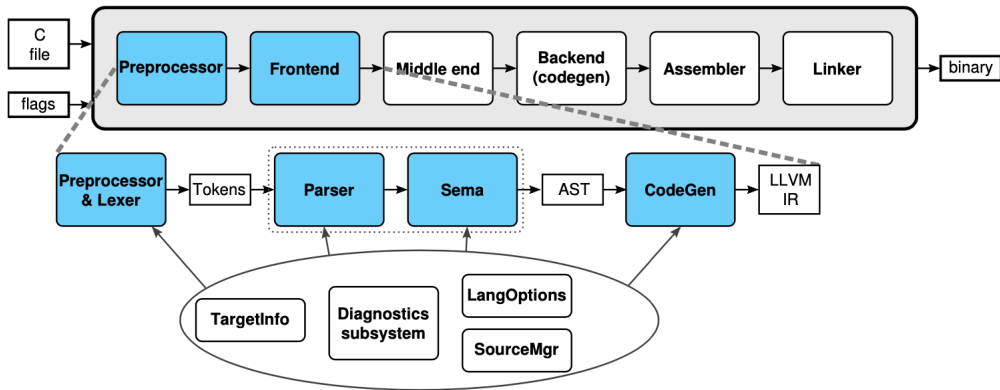 C
file
flags
Preprocessor
Frontend
Middle end
Backend
(codegen)
Assembler
Linker
binary
Preprocessor
& Lexer
Tokens
Parser
Sema
AST
CodeGen
LLVM
IR
TargetInfo
Diagnostics
subsystem
LangOptions
SourceMgr